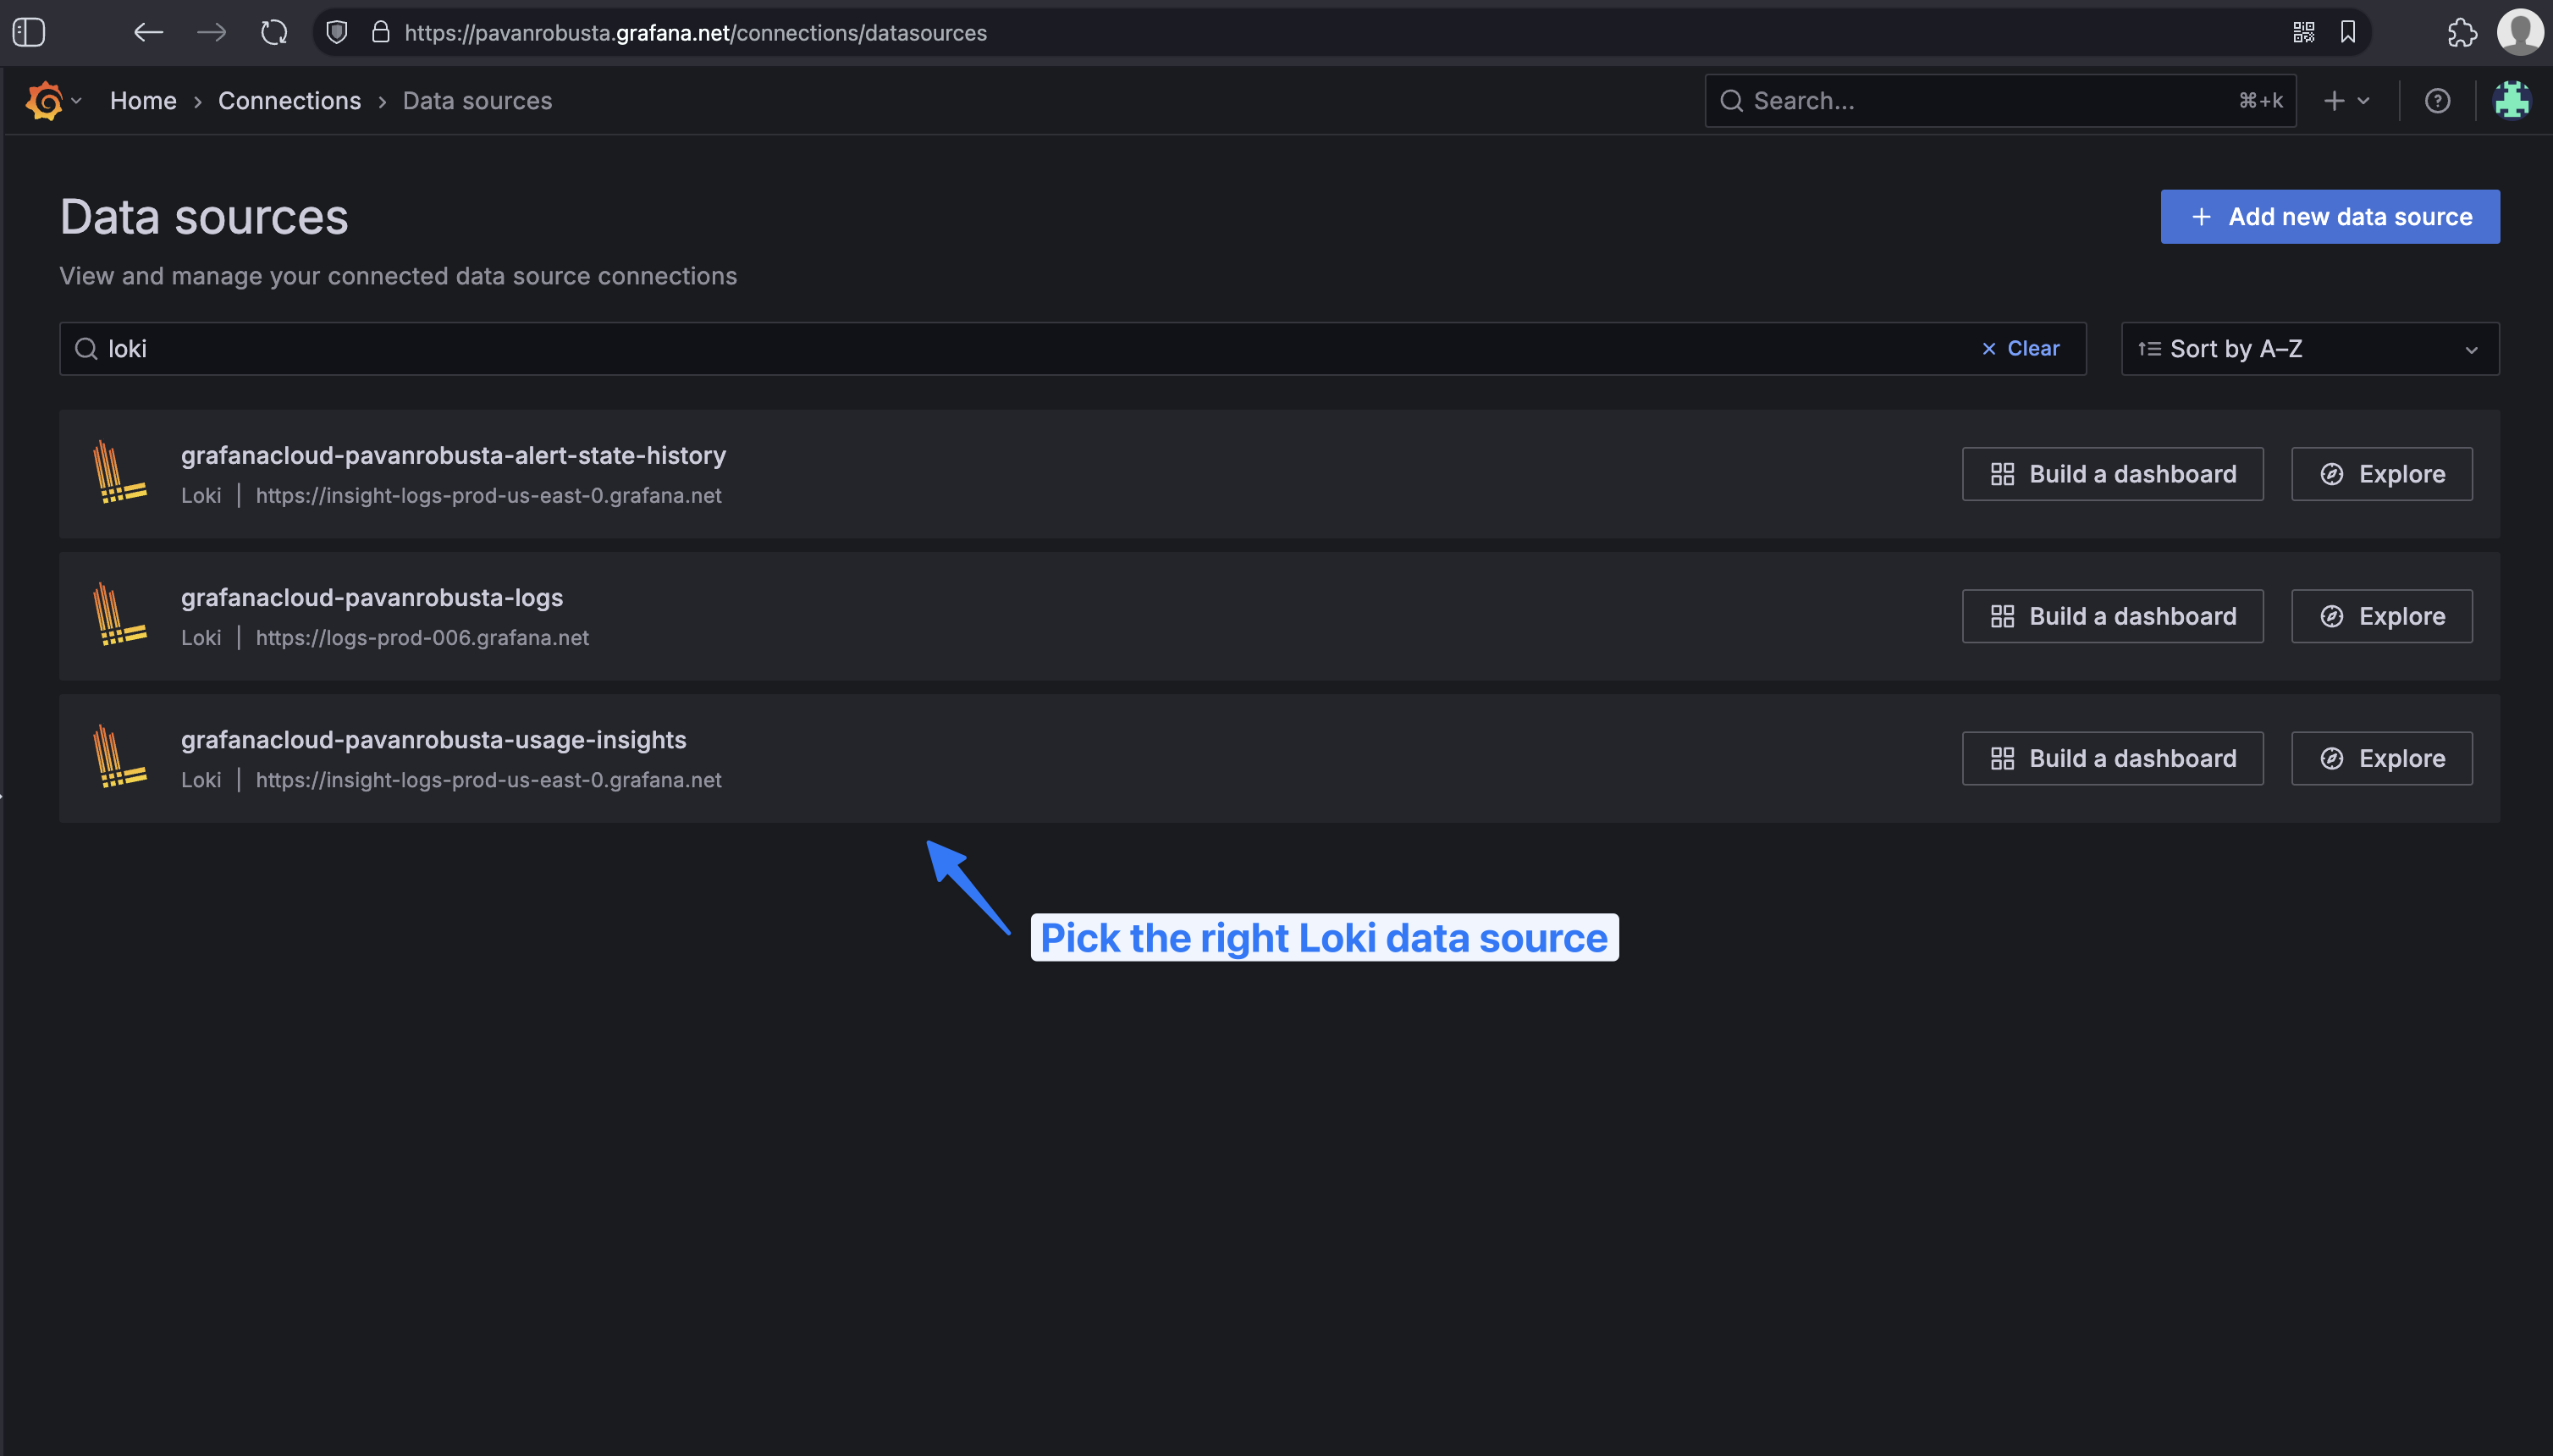 https://pavanrobusta.grafana.net/connections/datasources
Home › Connections › Data sources
Search...
⌘+k
Data sources
Add new data source
View and manage your connected data source connections
loki
Clear
Sort by A–Z
grafanacloud-pavanrobusta-alert-state-history
Loki | https://insight-logs-prod-us-east-0.grafana.net
Build a dashboard
Explore
grafanacloud-pavanrobusta-logs
Loki | https://logs-prod-006.grafana.net
Build a dashboard
Explore
grafanacloud-pavanrobusta-usage-insights
Loki | https://insight-logs-prod-us-east-0.grafana.net
Build a dashboard
Explore
Pick the right Loki data source